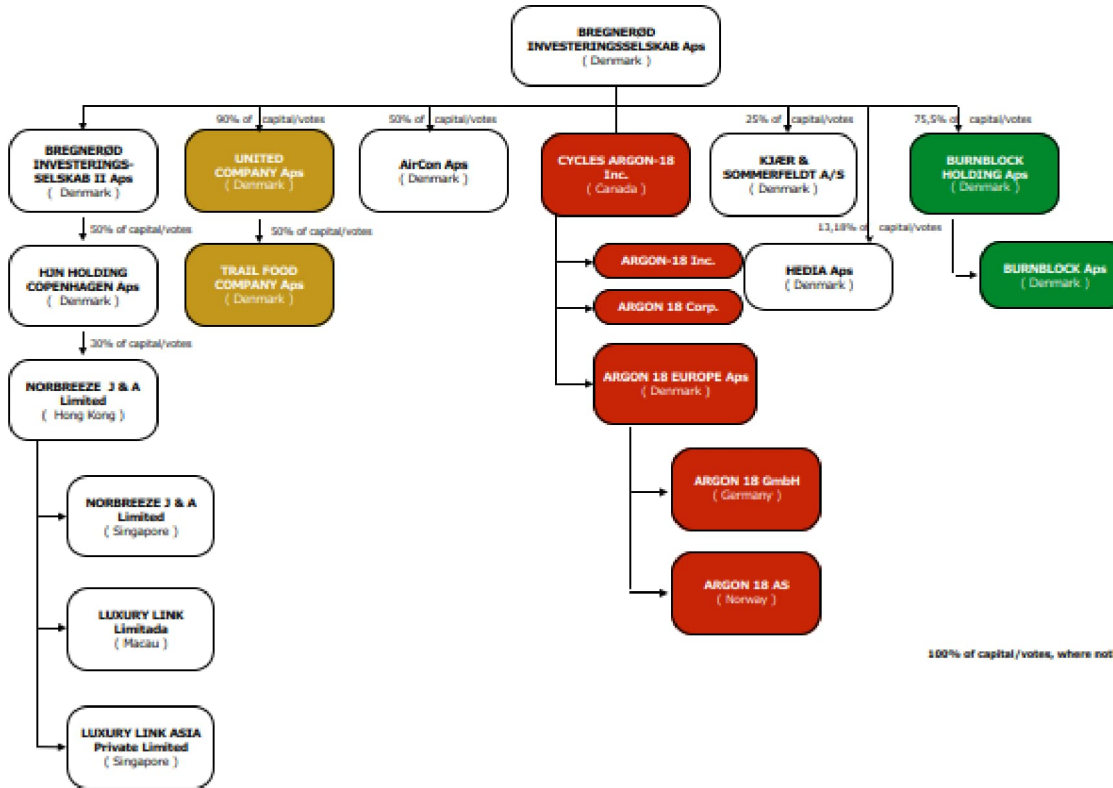 BREGNERØD
INVESTERINGSSELSKAB Aps
( Denmark )
90% of capital/votes
50% of capital/votes
25% of capital/votes
75,5% of capital/votes
BREGNERØD
INVESTERINGS-
SELSKAB II Aps
( Denmark )
UNITED
COMPANY Aps
( Denmark )
AirCon Aps
( Denmark )
CYCLES ARGON-18
Inc.
( Canada )
KJÆR &
SOMMERFELDT A/S
( Denmark )
BURNBLOCK
HOLDING Aps
( Denmark )
50% of capital/votes
50% of capital/votes
13,18% of capital/votes
HJN HOLDING
COPENHAGEN Aps
( Denmark )
TRAIL FOOD
COMPANY Aps
( Denmark )
ARGON-18 Inc.
ARGON 18 Corp.
HEDIA Aps
( Denmark )
BURNBLOCK Aps
( Denmark )
30% of capital/votes
NORBREEZE J & A
Limited
( Hong Kong )
ARGON 18 EUROPE Aps
( Denmark )
NORBREEZE J & A
Limited
( Singapore )
ARGON 18 GmbH
( Germany )
LUXURY LINK
Limitada
( Macau )
ARGON 18 AS
( Norway )
100% of capital/votes, where not
LUXURY LINK ASIA
Private Limited
( Singapore )